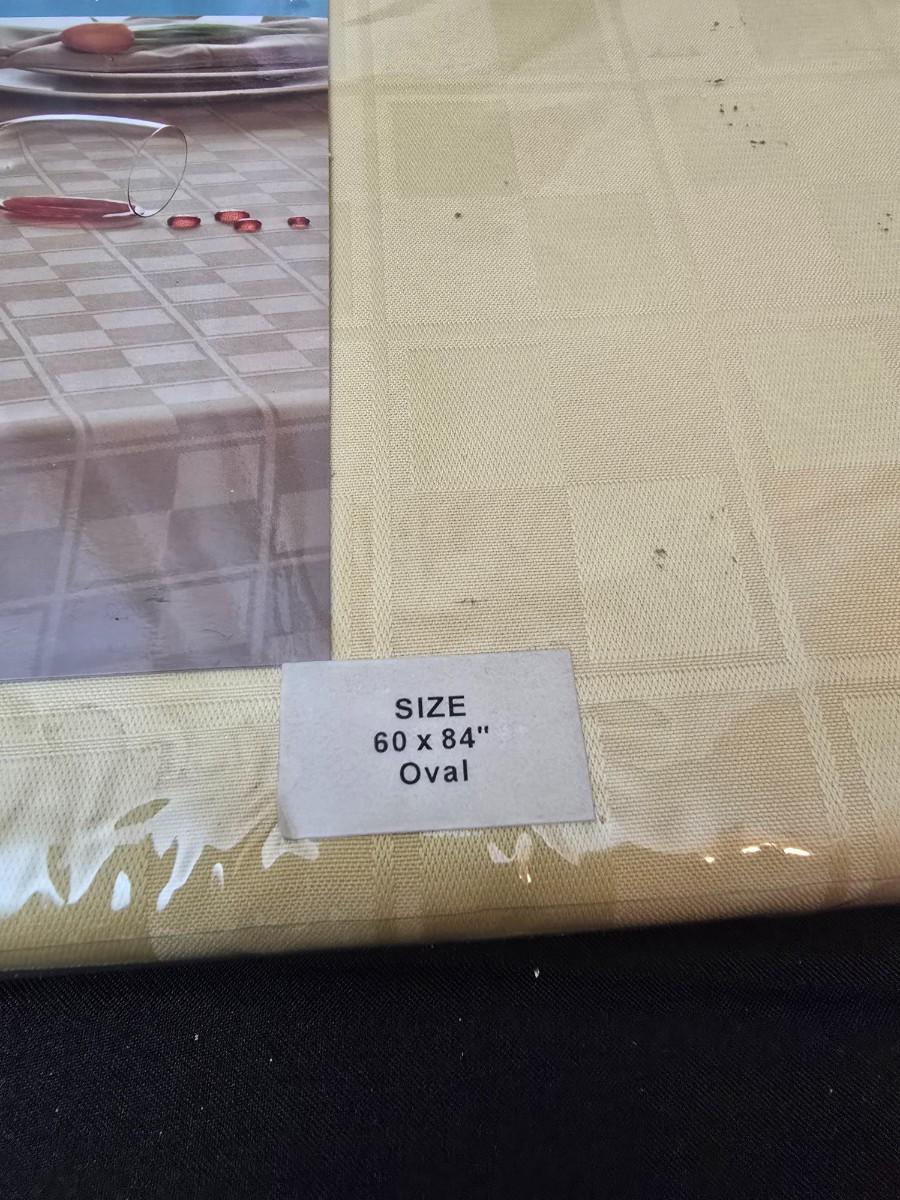 SIZE
60 x 84"
Oval